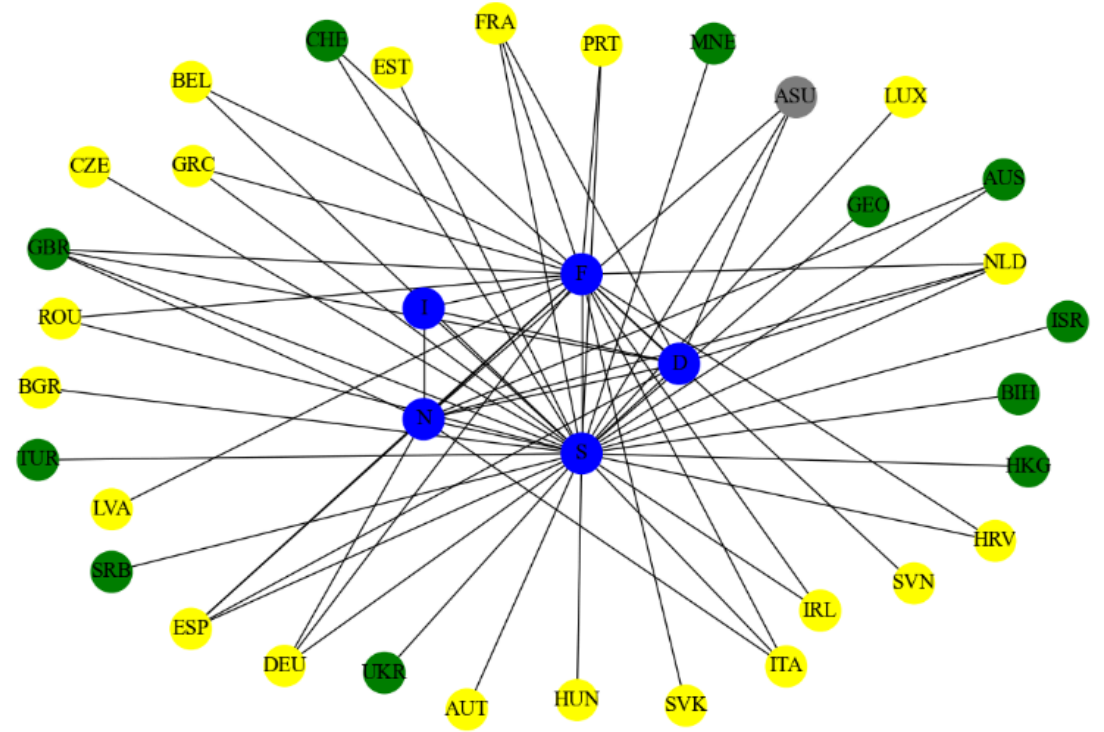 FRA
CHE
PRT
MNE
EST
BEL
ASU
LUX
CZE
GRC
AUS
GEO
GBR
NLD
F
I
ROU
ISR
D
BGR
BIH
N
TUR
S
HKG
LVA
HRV
SRB
SVN
ESP
IRL
DEU
UKR
ITA
AUT
HUN
SVK